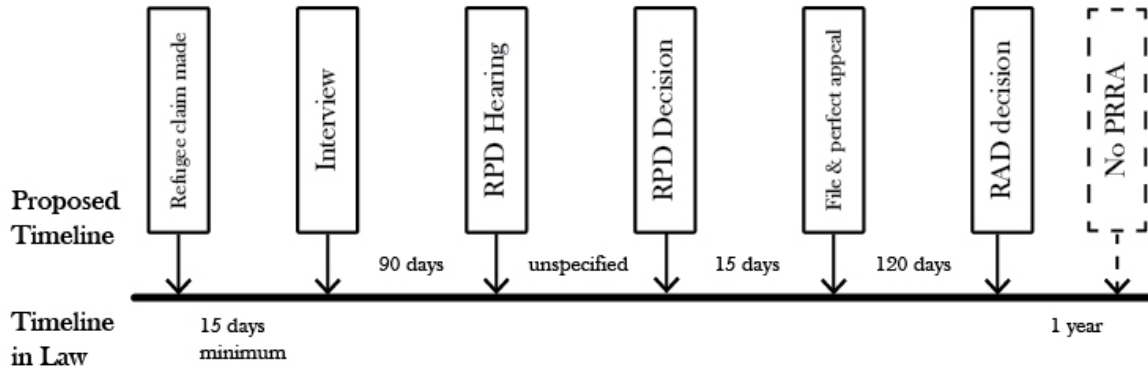 Refugee claim made
Interview
RPD Hearing
RPD Decision
File & perfect appeal
RAD decision
No PRRA
Proposed
Timeline
90 days
unspecified
15 days
120 days
Timeline
in Law
15 days
minimum
1 year